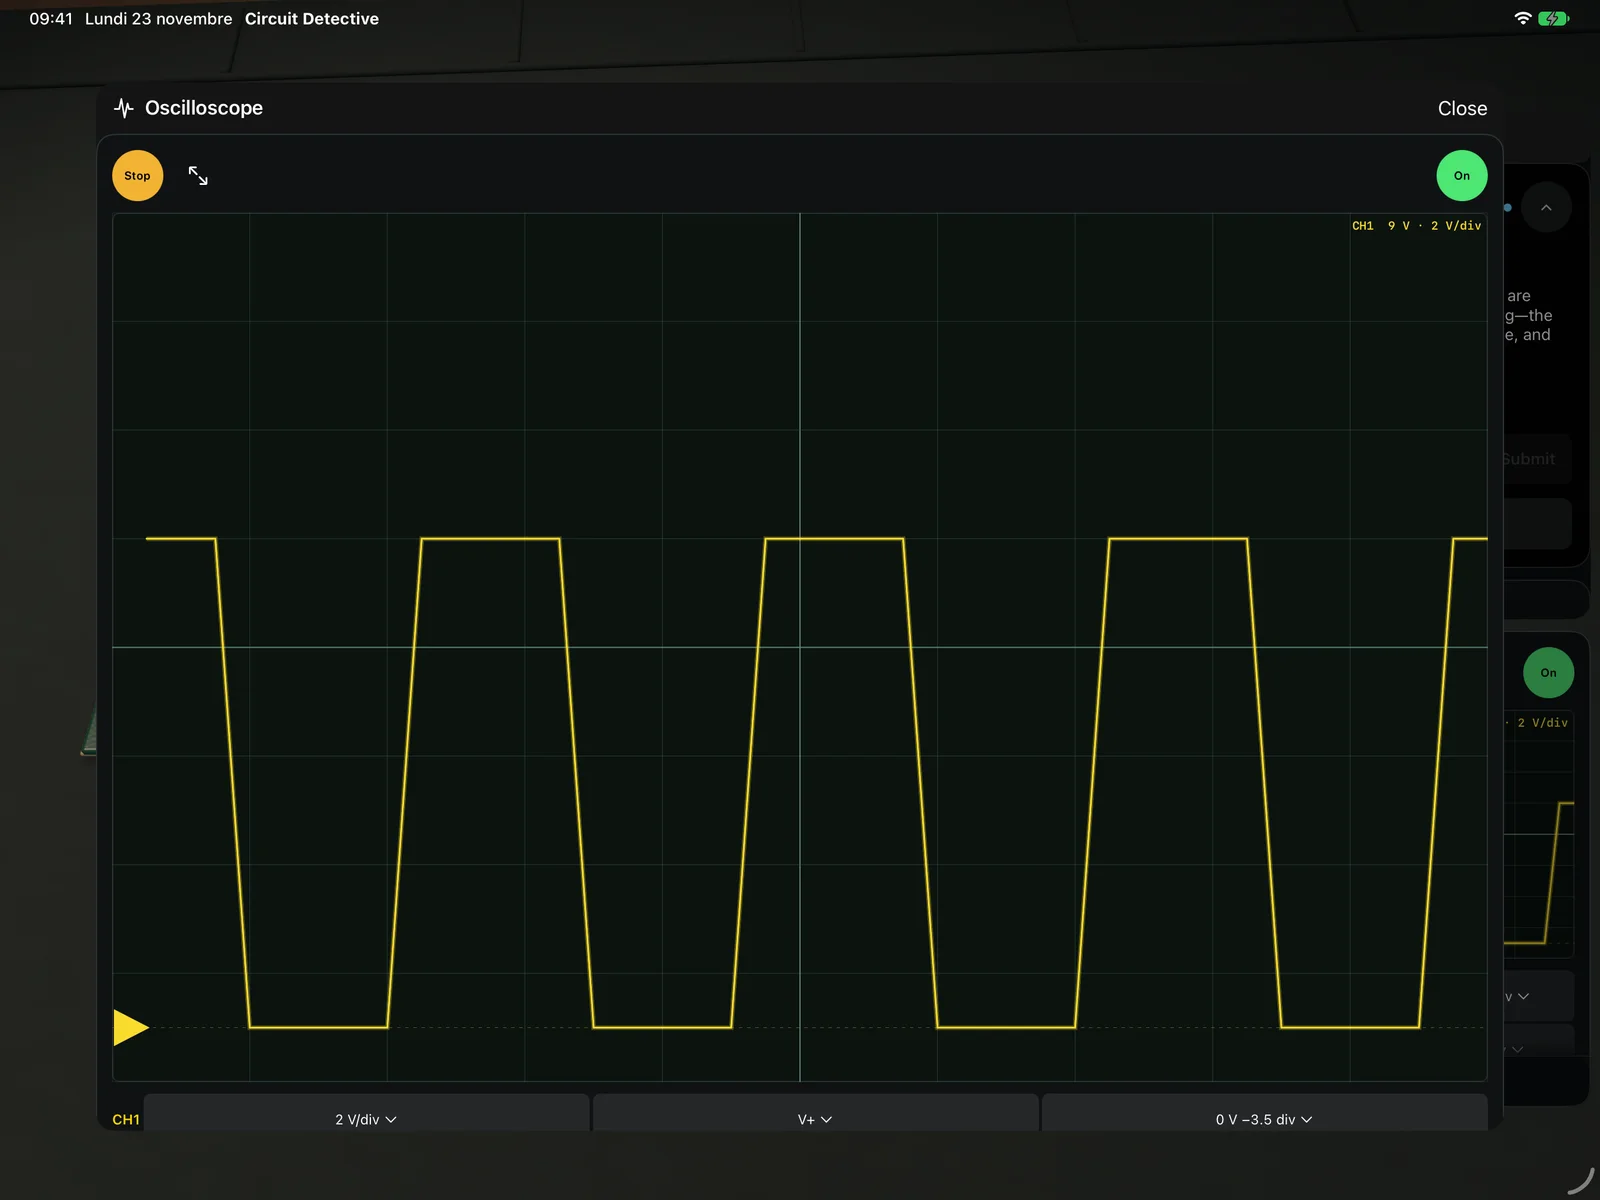 09:41 Lundi 23 novembre Circuit Detective
Oscilloscope
Close
Stop
On
CH1 9 V · 2 V/div
are
g—the
e, and
Submit
On
· 2 V/div
v
CH1
2 V/div
V+
0 V −3.5 div